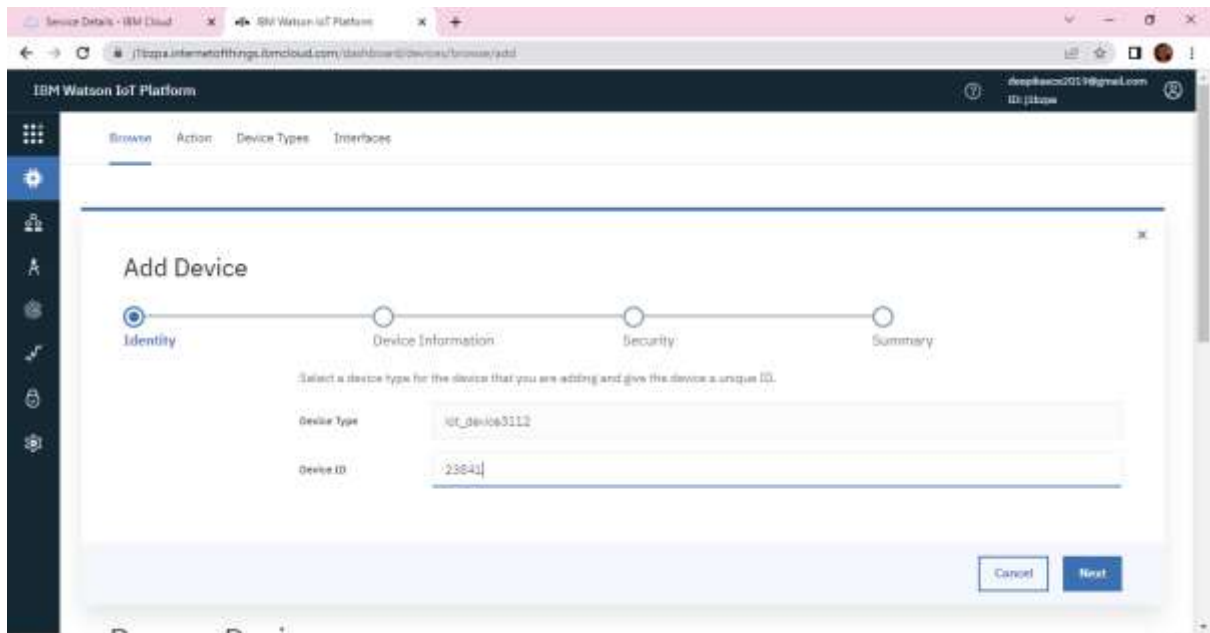 Service Details - IBM Cloud
IBM Watson IoT Platform
IBM Watson IoT Platform
Browse Action Device Types Interfaces
Add Device
Identity Device Information Security Summary
Select a device type for the device that you are adding and give the device a unique ID.
Device Type iot_device3112
Device ID 23841
Cancel Next